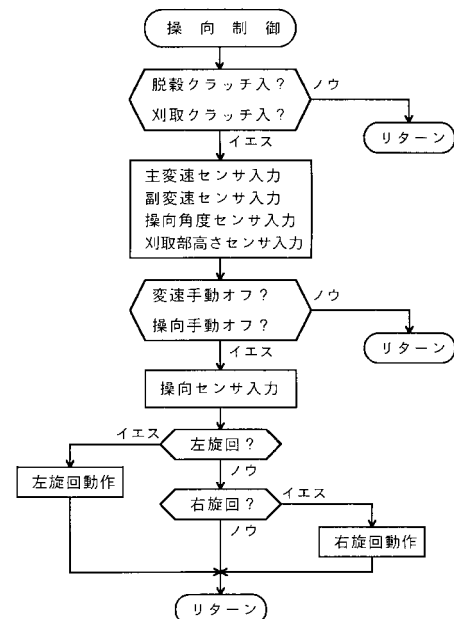 操向制御
脱穀クラッチ入?
刈取クラッチ入?
ノウ
リターン
イエス
主変速センサ入力
副変速センサ入力
操向角度センサ入力
刈取部高さセンサ入力
変速手動オフ?
操向手動オフ?
ノウ
リターン
イエス
操向センサ入力
イエス
左旋回?
左旋回動作
ノウ
右旋回?
イエス
ノウ
右旋回動作
リターン